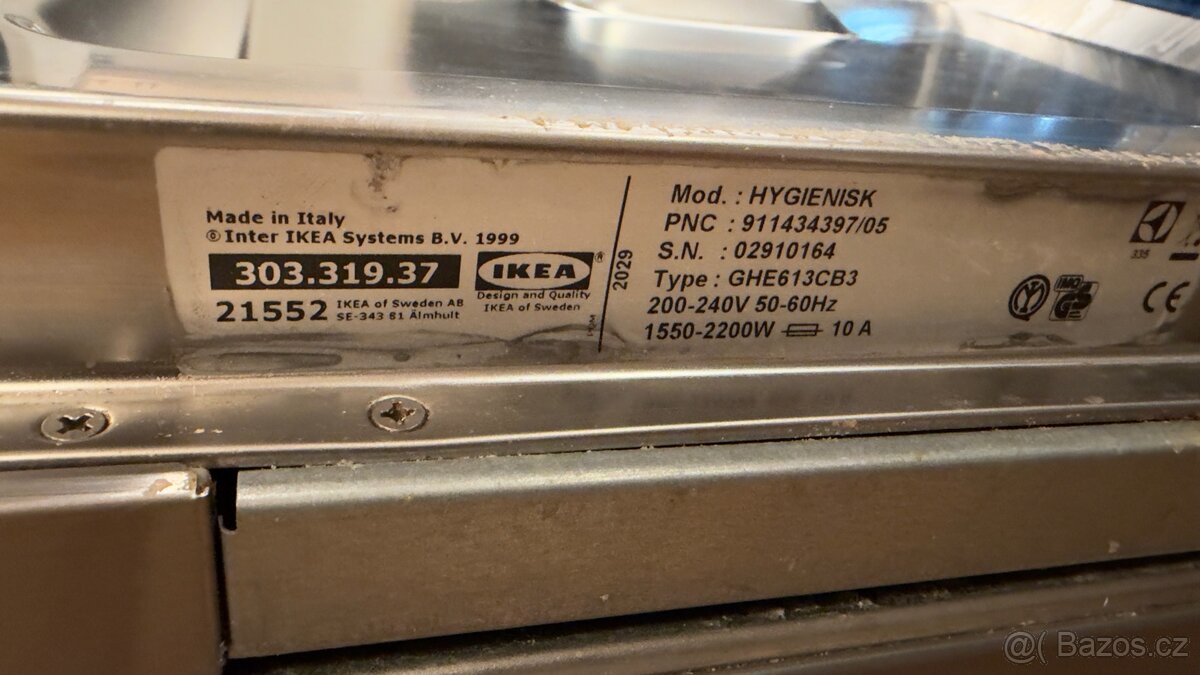 Made in Italy
© Inter IKEA Systems B.V. 1999
303.319.37
21552
IKEA of Sweden AB
SE-343 81 Älmhult
IKEA®
Design and Quality
IKEA of Sweden
2029
Mod. : HYGIENISK
PNC : 911434397/05
S.N. : 02910164
Type : GHE613CB3
200-240V 50-60Hz
1550-2200W 10 A
335
IMQ
CE
@( Bazos.cz